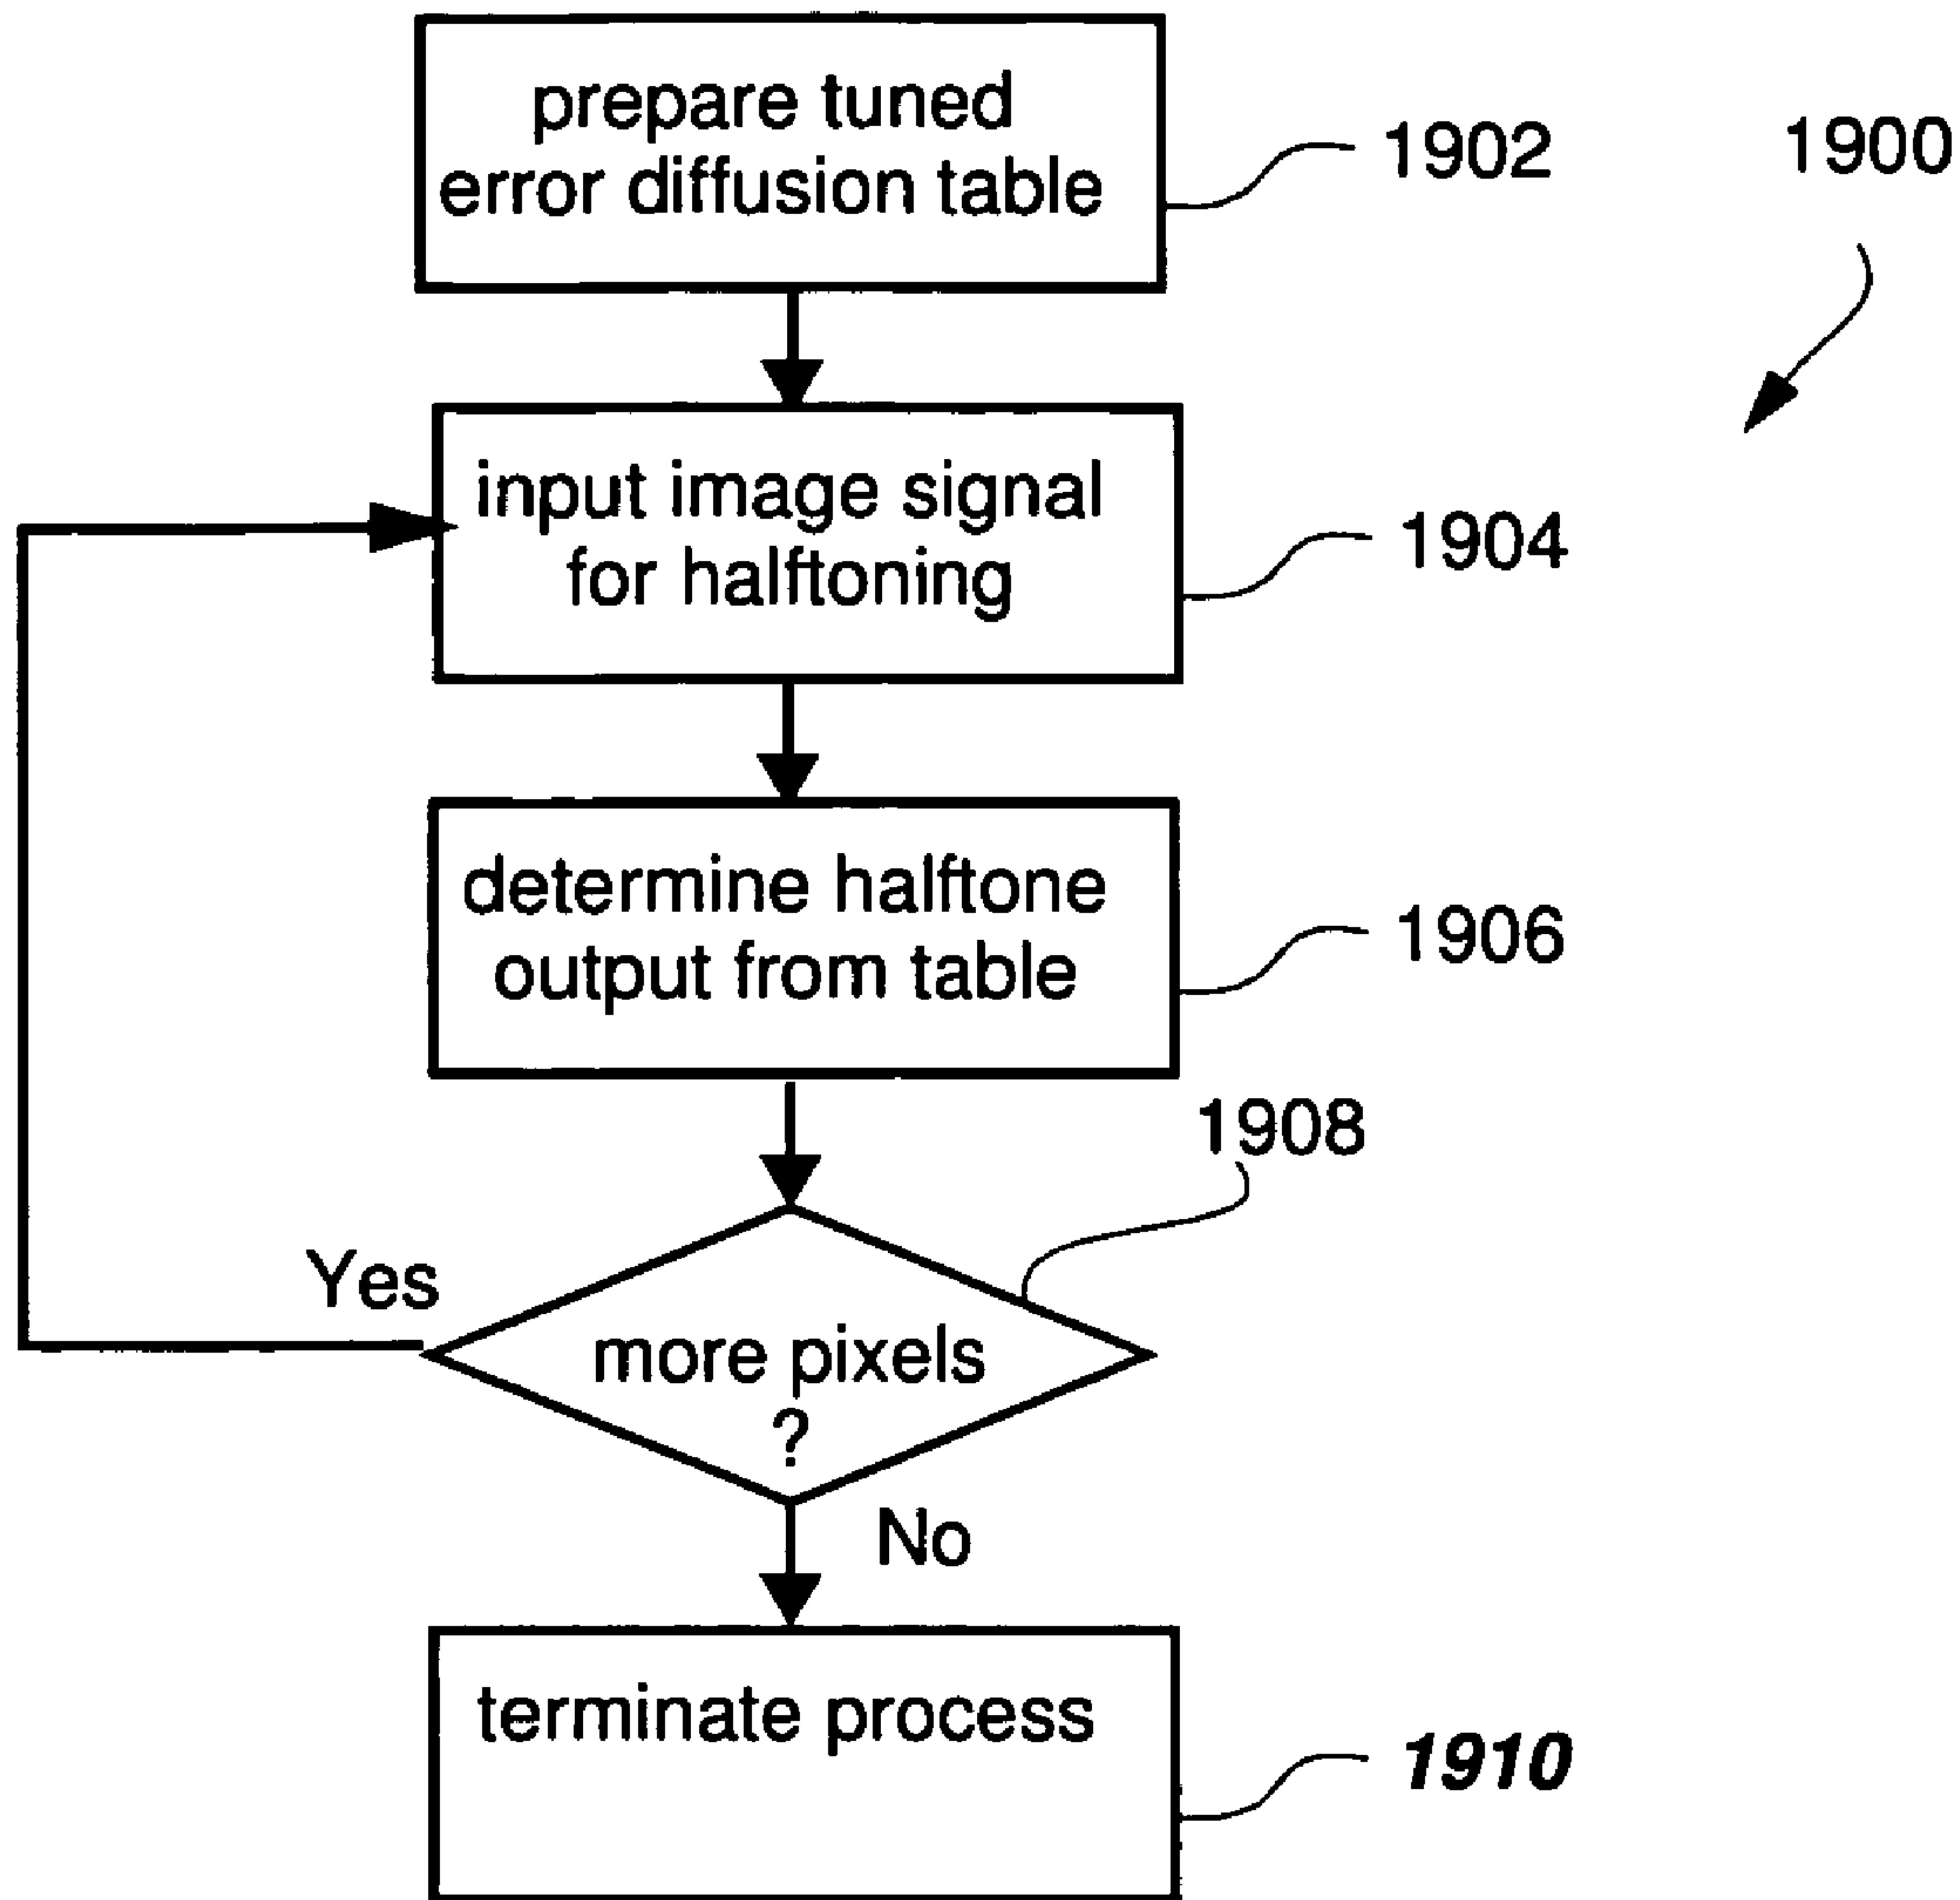 prepare tuned
error diffusion table
1902
1900
input image signal
for halftoning
1904
determine halftone
output from table
1906
1908
Yes
more pixels
?
No
terminate process
1910